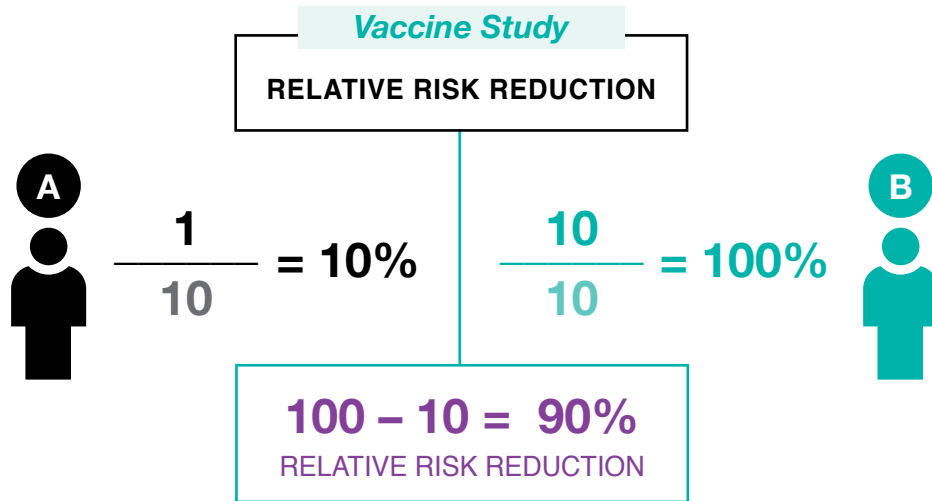 Vaccine Study
RELATIVE RISK REDUCTION
A
B
1
10
= 10%
10
10
= 100%
100 – 10 = 90%
RELATIVE RISK REDUCTION